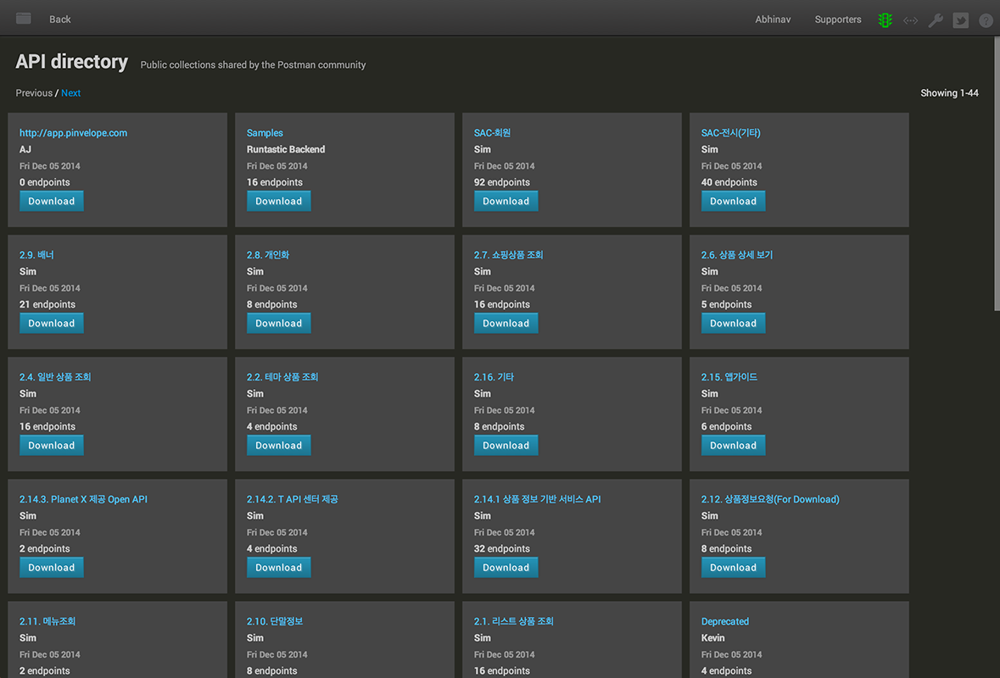 Back
Abhinav
Supporters
API directory
Public collections shared by the Postman community
Previous / Next
Showing 1-44
http://app.pinvelope.com
AJ
Fri Dec 05 2014
0 endpoints
Download
Samples
Runtastic Backend
Fri Dec 05 2014
16 endpoints
Download
SAC-회원
Sim
Fri Dec 05 2014
92 endpoints
Download
SAC-전시(기타)
Sim
Fri Dec 05 2014
40 endpoints
Download
2.9. 배너
Sim
Fri Dec 05 2014
21 endpoints
Download
2.8. 개인화
Sim
Fri Dec 05 2014
8 endpoints
Download
2.7. 쇼핑상품 조회
Sim
Fri Dec 05 2014
16 endpoints
Download
2.6. 상품 상세 보기
Sim
Fri Dec 05 2014
5 endpoints
Download
2.4. 일반 상품 조회
Sim
Fri Dec 05 2014
16 endpoints
Download
2.2. 테마 상품 조회
Sim
Fri Dec 05 2014
4 endpoints
Download
2.16. 기타
Sim
Fri Dec 05 2014
8 endpoints
Download
2.15. 앱가이드
Sim
Fri Dec 05 2014
6 endpoints
Download
2.14.3. Planet X 제공 Open API
Sim
Fri Dec 05 2014
2 endpoints
Download
2.14.2. T API 센터 제공
Sim
Fri Dec 05 2014
4 endpoints
Download
2.14.1 상품 정보 기반 서비스 API
Sim
Fri Dec 05 2014
32 endpoints
Download
2.12. 상품정보요청(For Download)
Sim
Fri Dec 05 2014
8 endpoints
Download
2.11. 메뉴조회
Sim
Fri Dec 05 2014
2 endpoints
2.10. 단말정보
Sim
Fri Dec 05 2014
8 endpoints
2.1. 리스트 상품 조회
Sim
Fri Dec 05 2014
16 endpoints
Deprecated
Kevin
Fri Dec 05 2014
4 endpoints